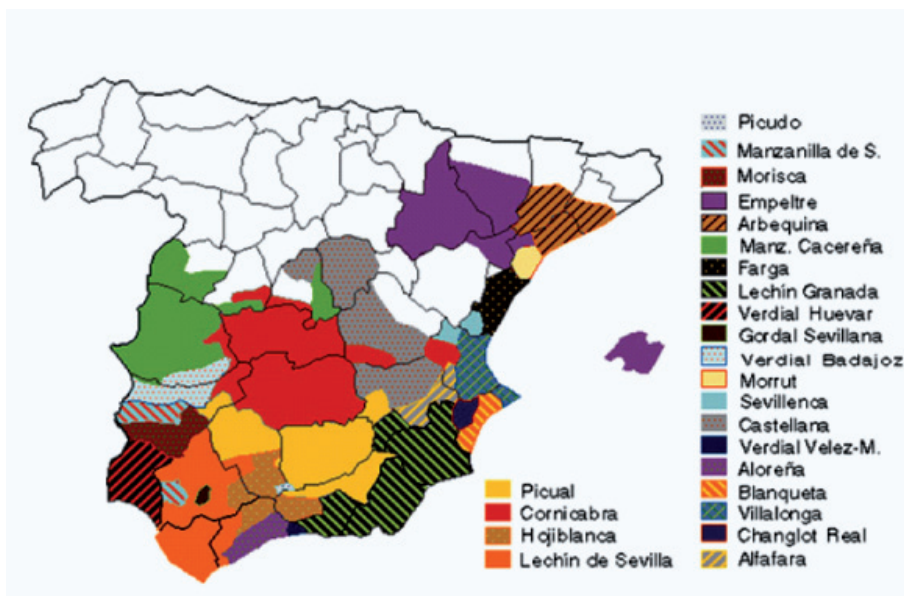 Picudo
Manzanilla de S.
Morisca
Empeltre
Arbequina
Manz. Cacereña
Farga
Lechín Granada
Verdial Huevar
Gordal Sevillana
Verdial Badajoz
Morrut
Sevillenca
Castellana
Verdial Velez-M.
Aloreña
Blanqueta
Villalonga
Changlot Real
Alfafara
Picual
Cornicabra
Hojiblanca
Lechín de Sevilla